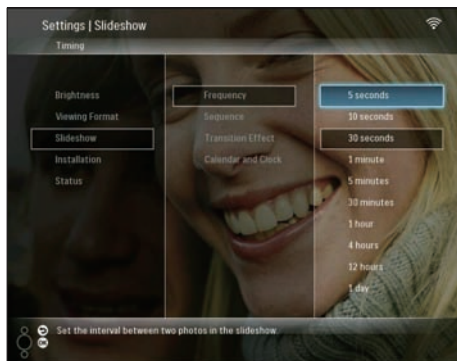 Settings | Slideshow
Timing
Brightness
Viewing Format
Slideshow
Installation
Status
Frequency
Sequence
Transition Effect
Calendar and Clock
5 seconds
10 seconds
30 seconds
1 minute
5 minutes
30 minutes
1 hour
4 hours
12 hours
1 day
OK
Set the interval between two photos in the slideshow.